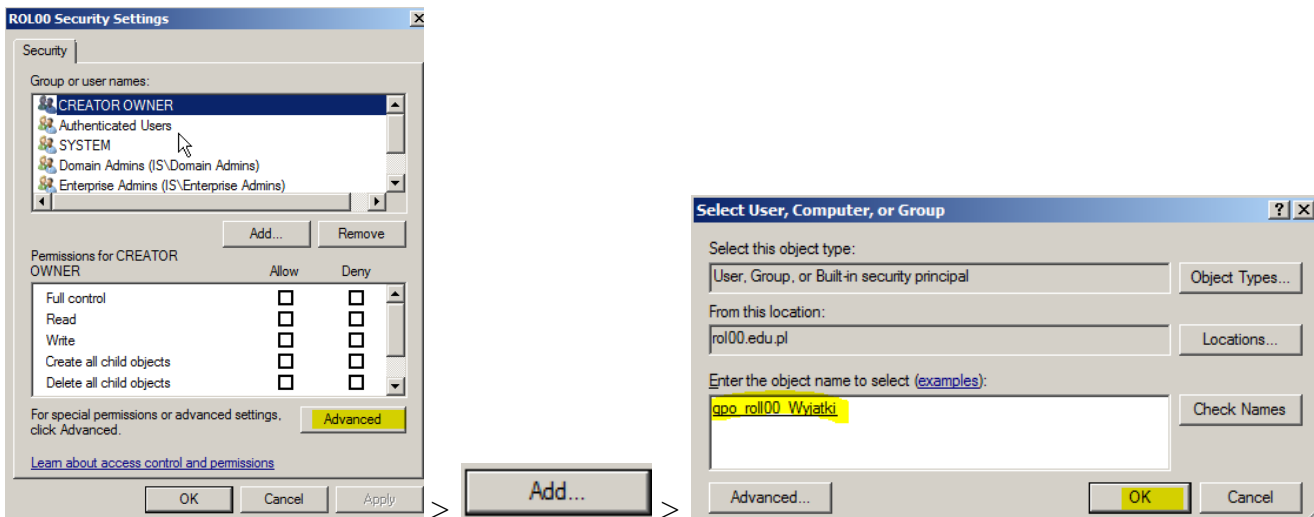 ROL00 Security Settings
Security
Group or user names:
CREATOR OWNER
Authenticated Users
SYSTEM
Domain Admins (IS\Domain Admins)
Enterprise Admins (IS\Enterprise Admins)
Add... Remove
Permissions for CREATOR
OWNER Allow Deny
Full control
Read
Write
Create all child objects
Delete all child objects
For special permissions or advanced settings,
click Advanced.
Advanced
Learn about access control and permissions
OK Cancel Apply
>
Add...
>
Select User, Computer, or Group
Select this object type:
User, Group, or Built-in security principal Object Types...
From this location:
rol00.edu.pl Locations...
Enter the object name to select (examples):
gpo_roll00_Wyjatki Check Names
Advanced... OK Cancel